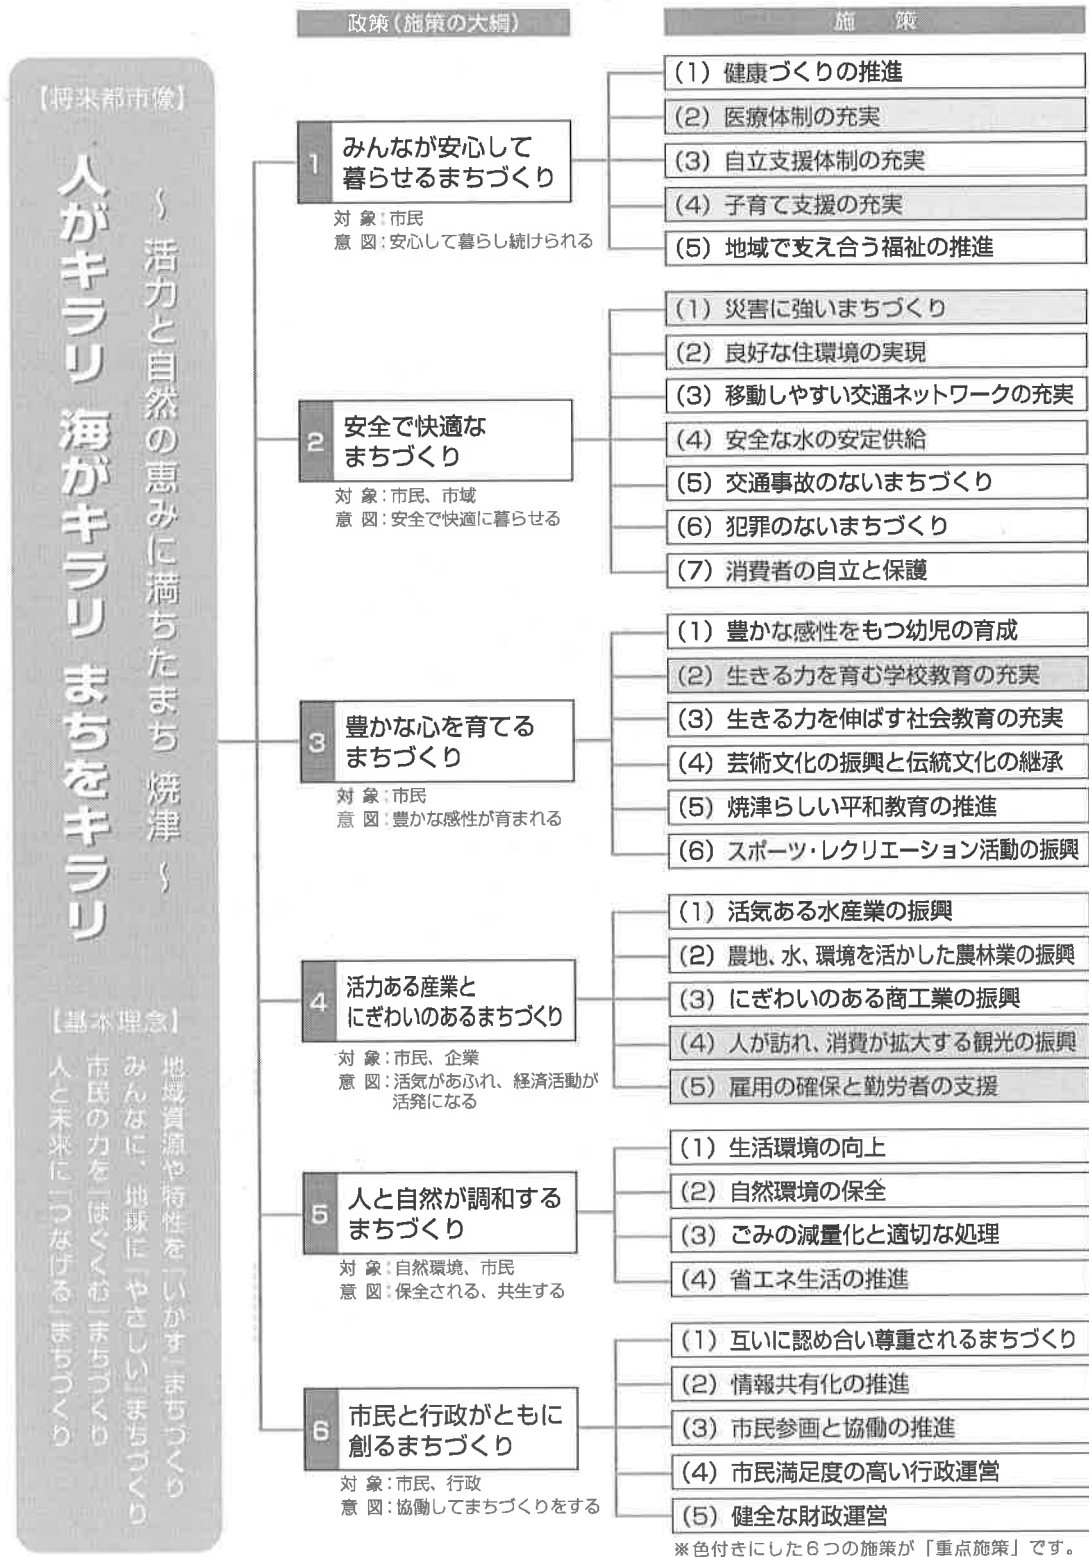 政策(施策の大綱)
施　策
【将来都市像】
人がキラリ 海がキラリ まちをキラリ
～ 活力と自然の恵みに満ちたまち 焼津 ～
【基本理念】
地域資源や特性を「いかす」まちづくり
みんなに、地球に「やさしい」まちづくり
市民の力を「はぐくむ」まちづくり
人と未来に「つなげる」まちづくり
1
みんなが安心して
暮らせるまちづくり
対 象：市民
意 図：安心して暮らし続けられる
(1) 健康づくりの推進
(2) 医療体制の充実
(3) 自立支援体制の充実
(4) 子育て支援の充実
(5) 地域で支え合う福祉の推進
2
安全で快適な
まちづくり
対 象：市民、市域
意 図：安全で快適に暮らせる
(1) 災害に強いまちづくり
(2) 良好な住環境の実現
(3) 移動しやすい交通ネットワークの充実
(4) 安全な水の安定供給
(5) 交通事故のないまちづくり
(6) 犯罪のないまちづくり
(7) 消費者の自立と保護
3
豊かな心を育てる
まちづくり
対 象：市民
意 図：豊かな感性が育まれる
(1) 豊かな感性をもつ幼児の育成
(2) 生きる力を育む学校教育の充実
(3) 生きる力を伸ばす社会教育の充実
(4) 芸術文化の振興と伝統文化の継承
(5) 焼津らしい平和教育の推進
(6) スポーツ・レクリエーション活動の振興
4
活力ある産業と
にぎわいのあるまちづくり
対 象：市民、企業
意 図：活気があふれ、経済活動が
活発になる
(1) 活気ある水産業の振興
(2) 農地、水、環境を活かした農林業の振興
(3) にぎわいのある商工業の振興
(4) 人が訪れ、消費が拡大する観光の振興
(5) 雇用の確保と勤労者の支援
5
人と自然が調和する
まちづくり
対 象：自然環境、市民
意 図：保全される、共生する
(1) 生活環境の向上
(2) 自然環境の保全
(3) ごみの減量化と適切な処理
(4) 省エネ生活の推進
6
市民と行政がともに
創るまちづくり
対 象：市民、行政
意 図：協働してまちづくりをする
(1) 互いに認め合い尊重されるまちづくり
(2) 情報共有化の推進
(3) 市民参画と協働の推進
(4) 市民満足度の高い行政運営
(5) 健全な財政運営
※色付きにした6つの施策が「重点施策」です。